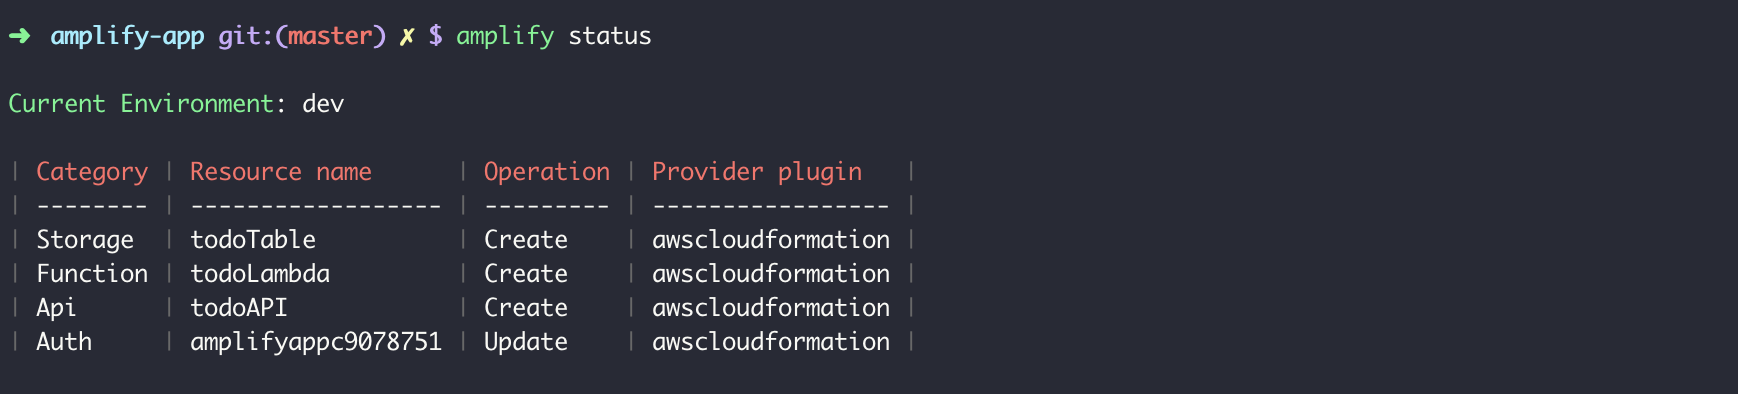 ➜ amplify-app git:(master) ✗ $ amplify status
Current Environment: dev
| Category | Resource name      | Operation | Provider plugin   |
| -------- | ------------------ | --------- | ----------------- |
| Storage  | todoTable          | Create    | awscloudformation |
| Function | todoLambda         | Create    | awscloudformation |
| Api      | todoAPI            | Create    | awscloudformation |
| Auth     | amplifyappc9078751 | Update    | awscloudformation |